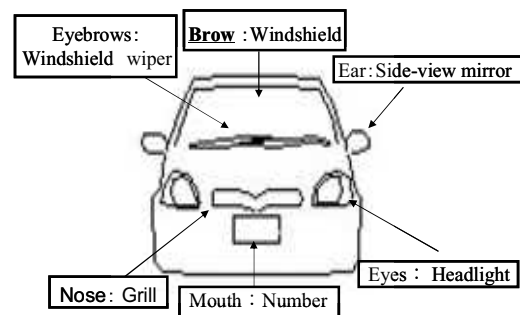 Eyebrows:
Windshield wiper
Brow :Windshield
Ear:Side-view mirror
Nose: Grill
Mouth：Number
Eyes： Headlight